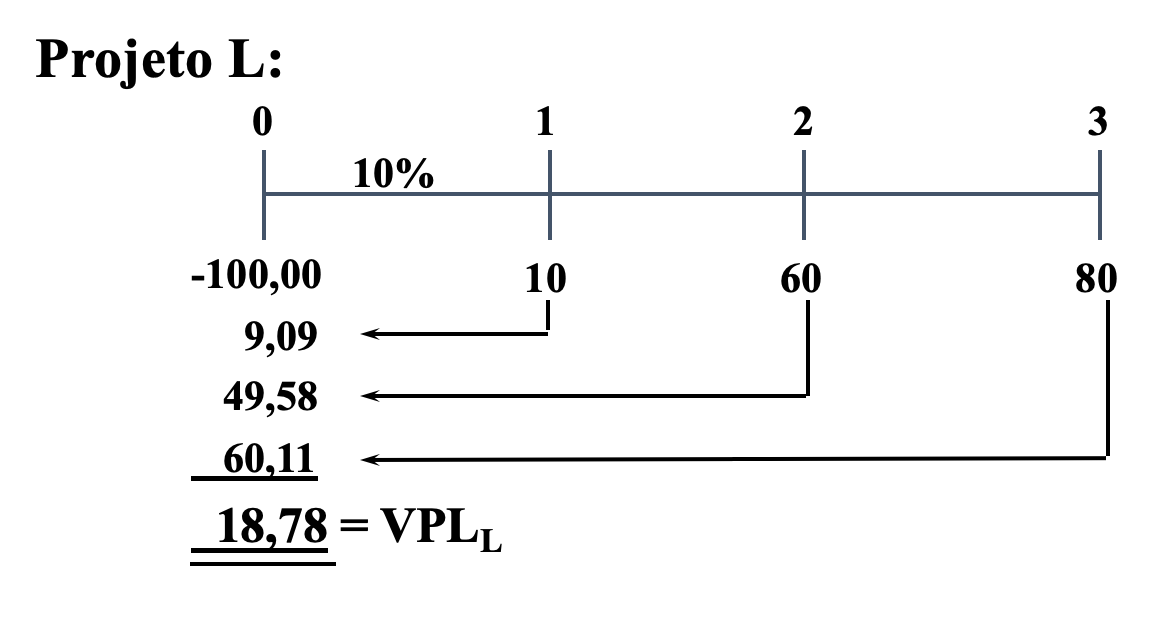 Projeto L:
0 1 2 3
10%
-100,00 10 60 80
9,09
49,58
60,11
18,78 = VPLL